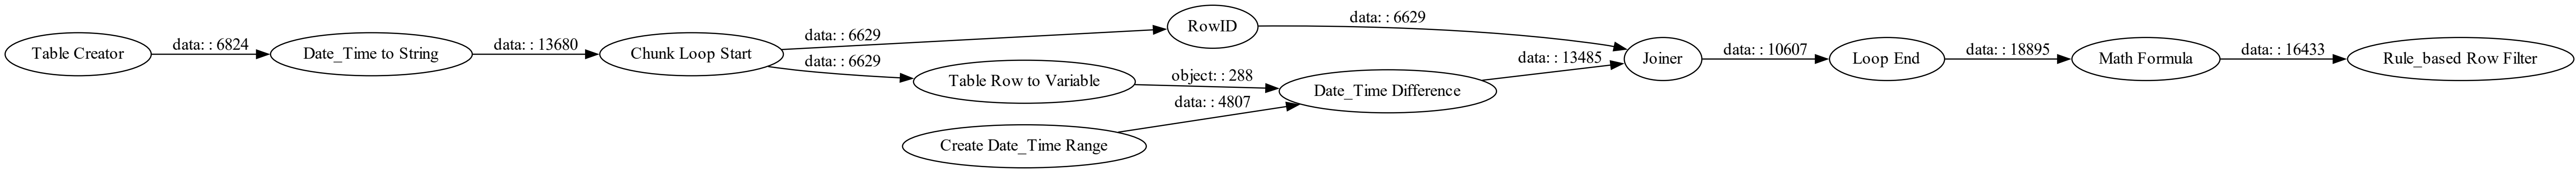 Table Creator
data: : 6824
Date_Time to String
data: : 13680
Chunk Loop Start
data: : 6629
RowID
data: : 6629
data: : 6629
Table Row to Variable
object: : 288
Create Date_Time Range
data: : 4807
Date_Time Difference
data: : 13485
Joiner
data: : 10607
Loop End
data: : 18895
Math Formula
data: : 16433
Rule_based Row Filter